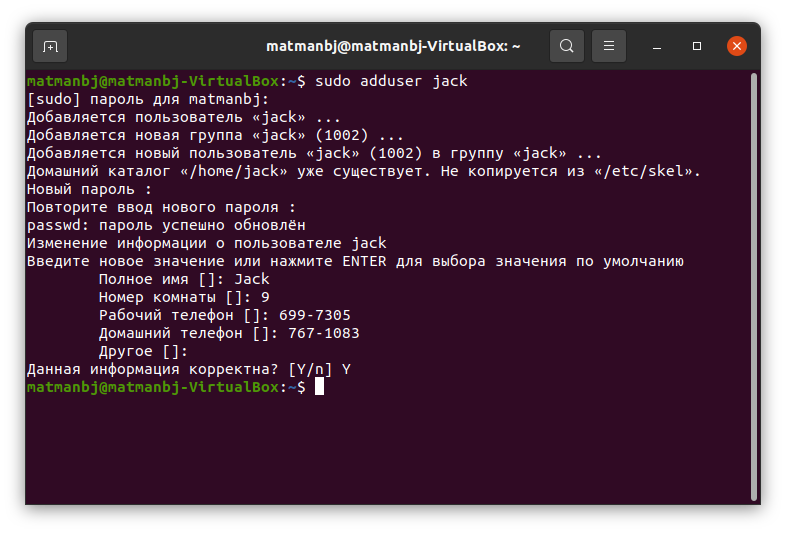 matmanbj@matmanbj-VirtualBox: ~
matmanbj@matmanbj-VirtualBox:~$ sudo adduser jack
[sudo] пароль для matmanbj:
Добавляется пользователь «jack» ...
Добавляется новая группа «jack» (1002) ...
Добавляется новый пользователь «jack» (1002) в группу «jack» ...
Домашний каталог «/home/jack» уже существует. Не копируется из «/etc/skel».
Новый пароль :
Повторите ввод нового пароля :
passwd: пароль успешно обновлён
Изменение информации о пользователе jack
Введите новое значение или нажмите ENTER для выбора значения по умолчанию
        Полное имя []: Jack
        Номер комнаты []: 9
        Рабочий телефон []: 699-7305
        Домашний телефон []: 767-1083
        Другое []:
Данная информация корректна? [Y/n] Y
matmanbj@matmanbj-VirtualBox:~$